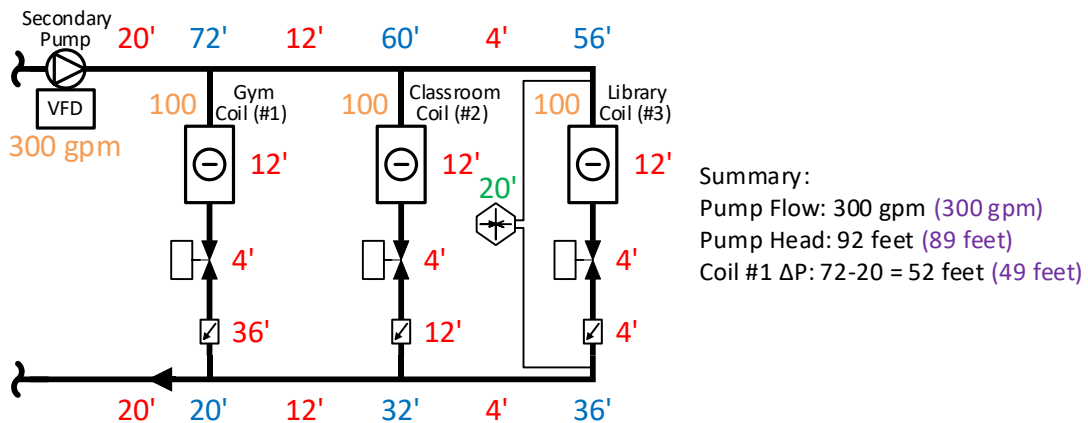 Secondary
Pump
20' 72' 12' 60' 4' 56'
VFD
300 gpm
100
Gym
Coil (#1)
100
Classroom
Coil (#2)
100
Library
Coil (#3)
12' 12' 12'
20'
4' 4' 4'
36' 12' 4'
20' 20' 12' 32' 4' 36'
Summary:
Pump Flow: 300 gpm (300 gpm)
Pump Head: 92 feet (89 feet)
Coil #1 ΔP: 72-20 = 52 feet (49 feet)